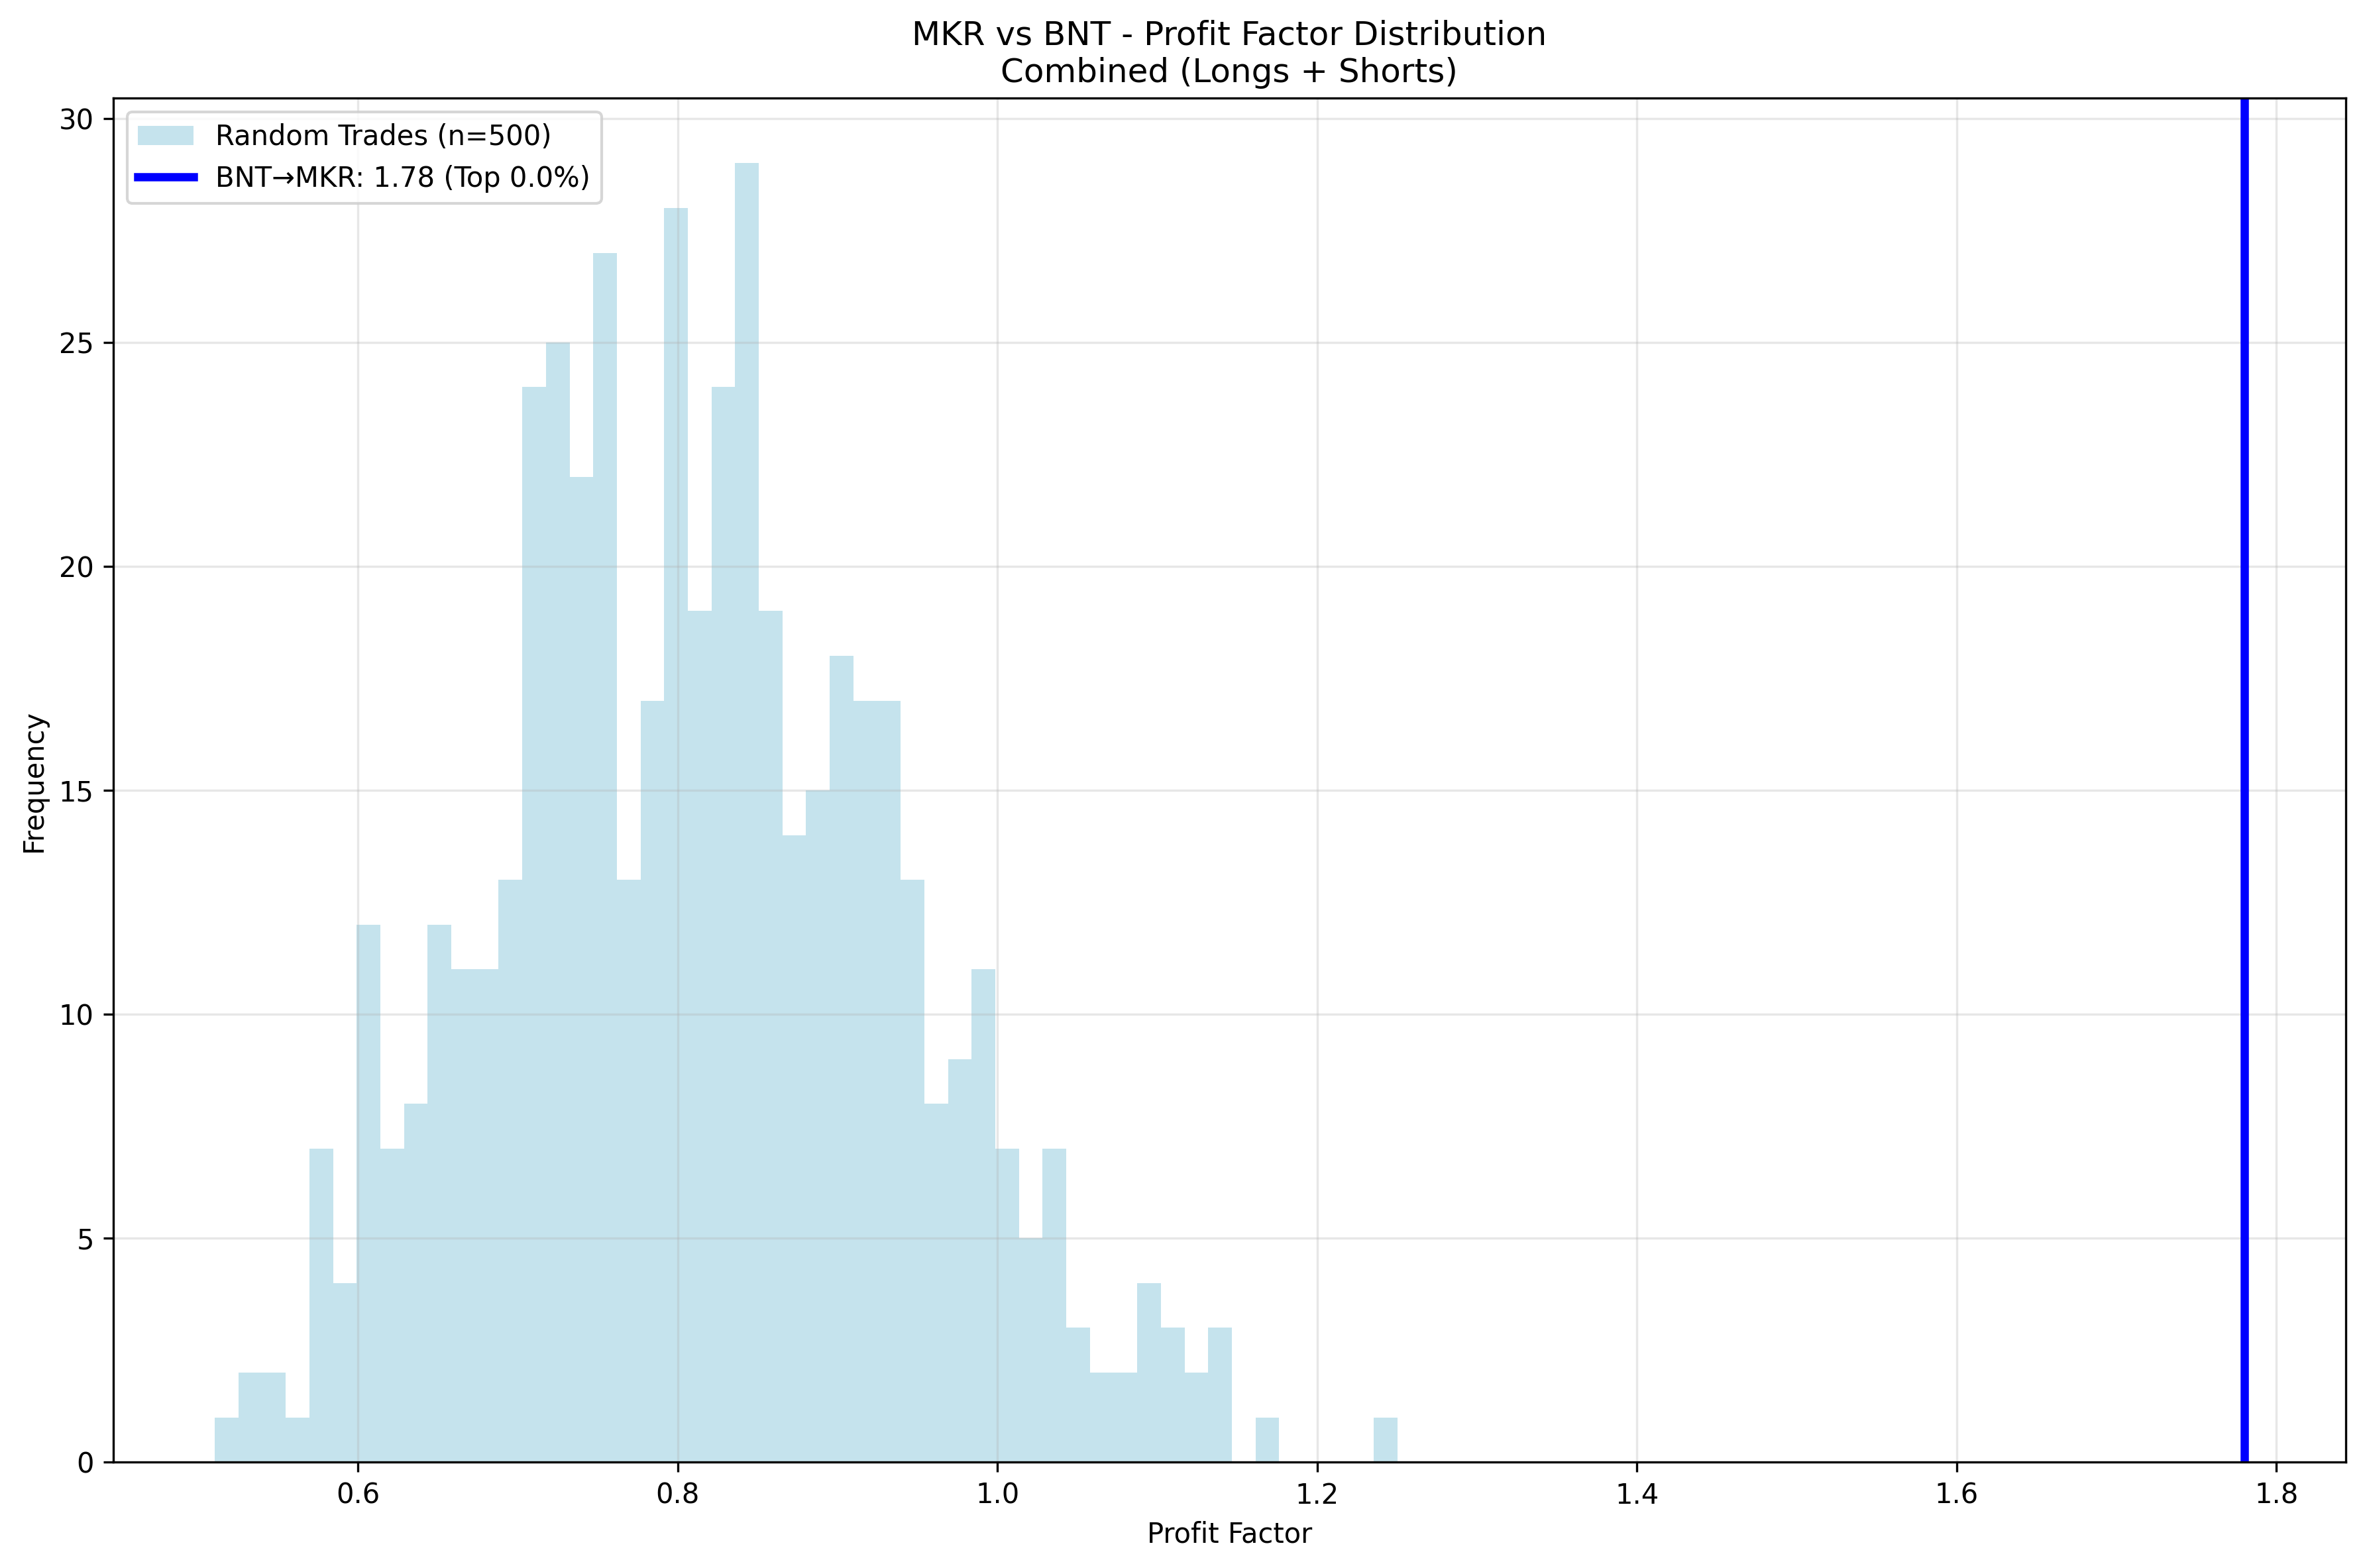 MKR vs BNT - Profit Factor Distribution
Combined (Longs + Shorts)
Random Trades (n=500)
BNT→MKR: 1.78 (Top 0.0%)
30
25
20
15
10
5
0
Frequency
0.6
0.8
1.0
1.2
1.4
1.6
1.8
Profit Factor